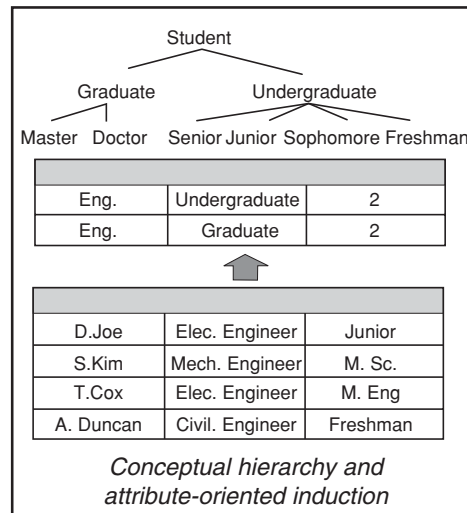 Student
Graduate Undergraduate
Master Doctor Senior Junior Sophomore Freshman
Eng. Undergraduate 2
Eng. Graduate 2
D.Joe Elec. Engineer Junior
S.Kim Mech. Engineer M. Sc.
T.Cox Elec. Engineer M. Eng
A. Duncan Civil. Engineer Freshman
Conceptual hierarchy and
attribute-oriented induction